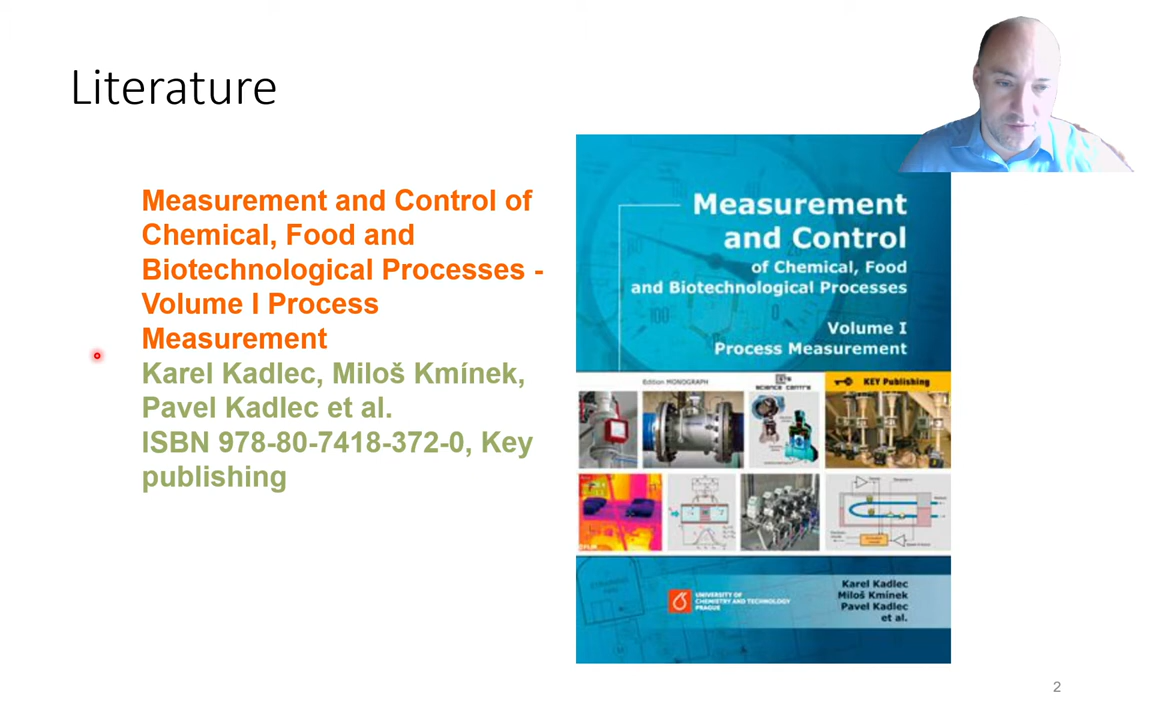 Literature
Measurement and Control of
Chemical, Food and
Biotechnological Processes -
Volume I Process
Measurement
Karel Kadlec, Miloš Kmínek,
Pavel Kadlec et al.
ISBN 978-80-7418-372-0, Key
publishing
Measurement
and Control
of Chemical, Food
and Biotechnological Processes
Volume I
Process Measurement
Edition MONOGRAPH
SCIENCE CENTRE
KEY Publishing
UNIVERSITY OF
CHEMISTRY AND TECHNOLOGY
PRAGUE
Karel Kadlec
Miloš Kmínek
Pavel Kadlec
et al.
2